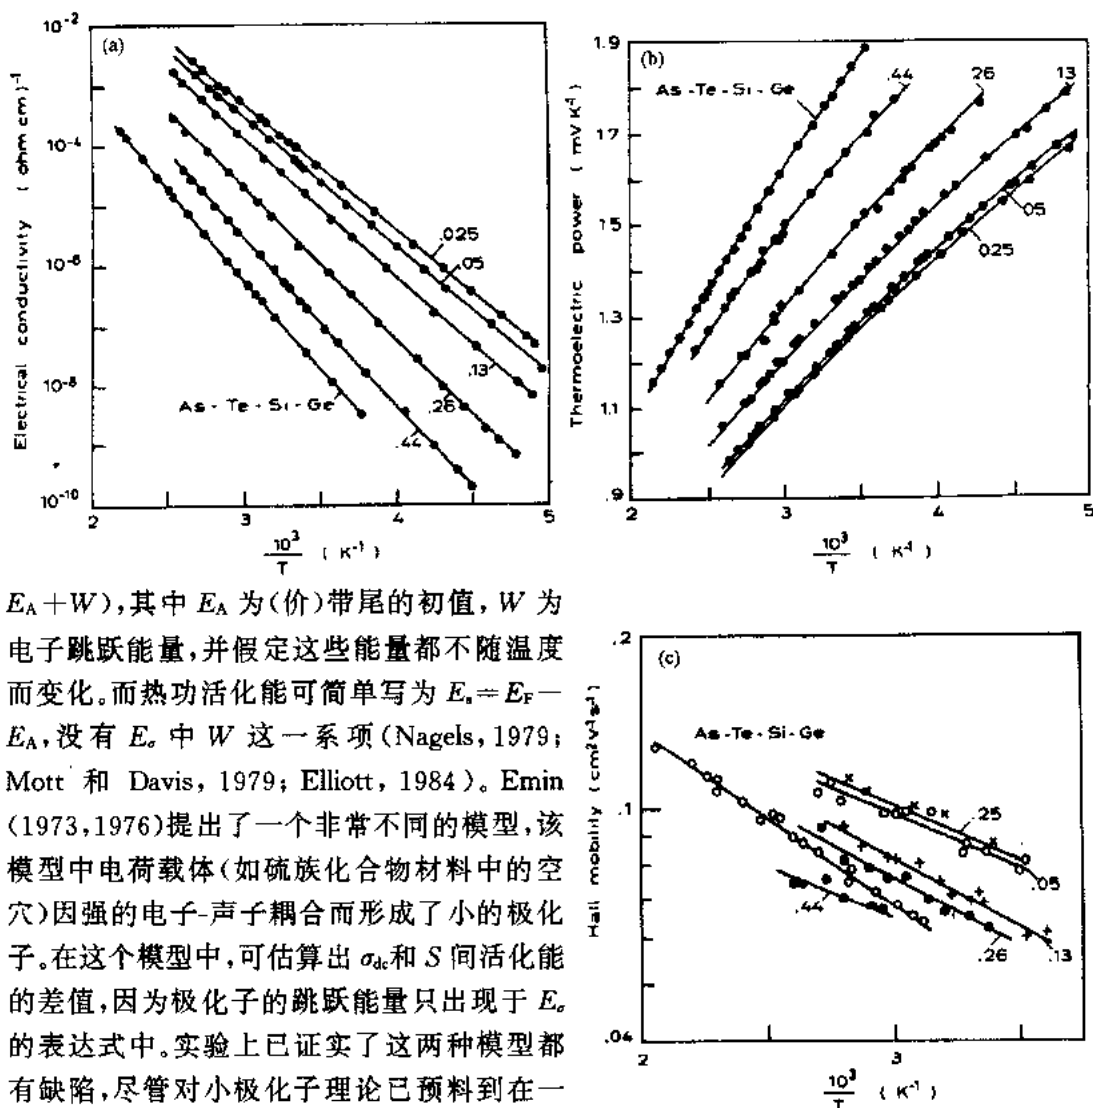 (a)
10⁻²
10⁻⁴
10⁻⁶
10⁻⁸
10⁻¹⁰
Electrical conductivity ( ohm cm )⁻¹
.025
.05
.13
.26
.44
As - Te - Si - Ge
2 3 4 5
10³/T ( K⁻¹ )
(b)
1.9
1.7
1.5
1.3
1.1
.9
Thermoelectric power ( mV K⁻¹ )
As - Te - Si - Ge
.44
.26
.13
.05
.025
2 3 4 5
10³/T ( K⁻¹ )
E_A+W),其中 E_A 为(价)带尾的初值, W 为
电子跳跃能量,并假定这些能量都不随温度
而变化。而热功活化能可简单写为 E_s=E_F−
E_A,没有 E_σ 中 W 这一系项(Nagels, 1979;
Mott 和 Davis, 1979; Elliott, 1984)。Emin
(1973,1976)提出了一个非常不同的模型,该
模型中电荷载体(如硫族化合物材料中的空
穴)因强的电子-声子耦合而形成了小的极化
子。在这个模型中,可估算出 σ_dc和 S 间活化能
的差值,因为极化子的跳跃能量只出现于 E_σ
的表达式中。实验上已证实了这两种模型都
有缺陷,尽管对小极化子理论已预料到在一
(c)
.2
.1
.04
Hall mobility ( cm² V⁻¹ s⁻¹ )
As - Te - Si - Ge
.25
.05
.44
.26
.13
2 3
10³/T ( K⁻¹ )